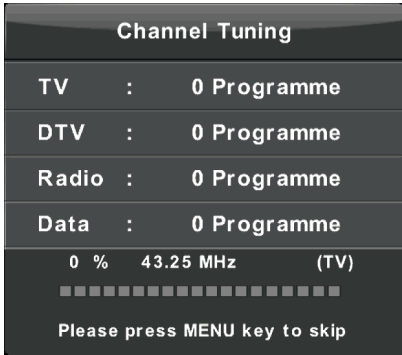 Channel Tuning
TV : 0 Programme
DTV : 0 Programme
Radio : 0 Programme
Data : 0 Programme
0 % 43.25 MHz (TV)
Please press MENU key to skip